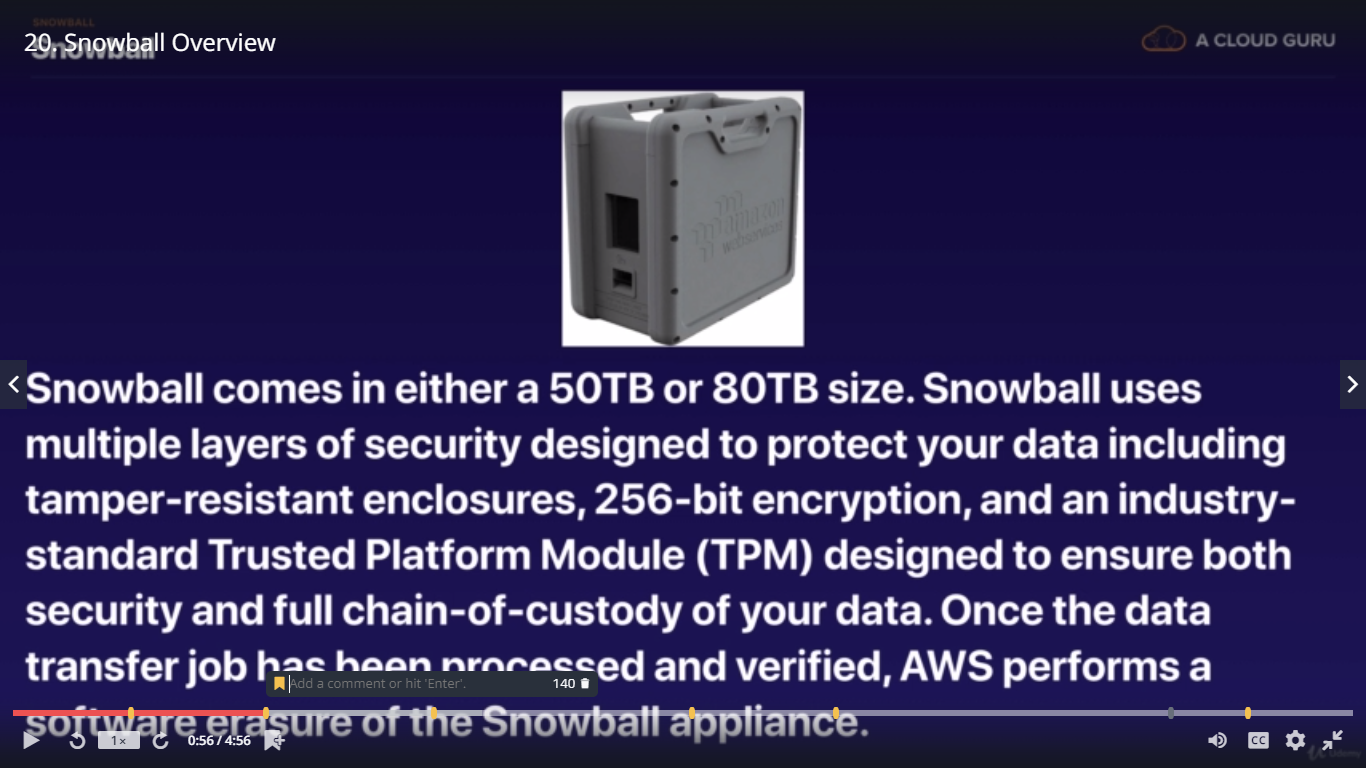 SNOWBALL
Snowball
20. Snowball Overview
A CLOUD GURU
amazon
webservices
Snowball comes in either a 50TB or 80TB size. Snowball uses
multiple layers of security designed to protect your data including
tamper-resistant enclosures, 256-bit encryption, and an industry-
standard Trusted Platform Module (TPM) designed to ensure both
security and full chain-of-custody of your data. Once the data
transfer job has been processed and verified, AWS performs a
software erasure of the Snowball appliance.
Add a comment or hit 'Enter'.
140
1×
0:56 / 4:56
CC
Udemy